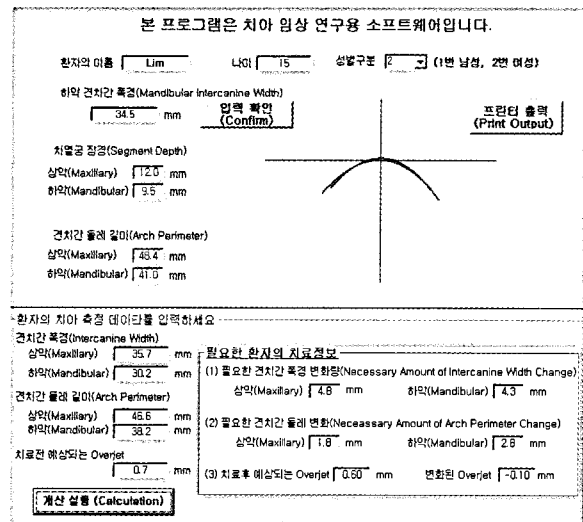 본 프로그램은 치아 임상 연구용 소프트웨어입니다.
환자의 이름 Lim 나이 15 성별구분 2 (1번 남성, 2번 여성)
하악 견치간 폭경(Mandibular Intercanine Width)
34.5 mm
입력 확인
(Confirm)
프린터 출력
(Print Output)
치열궁 장경(Segment Depth)
상악(Maxillary) 12.0 mm
하악(Mandibular) 9.5 mm
견치간 둘레 길이(Arch Perimeter)
상악(Maxillary) 48.4 mm
하악(Mandibular) 41.0 mm
환자의 치아 측정 데이타를 입력하세요
견치간 폭경(Intercanine Width)
상악(Maxillary) 35.7 mm
하악(Mandibular) 30.2 mm
견치간 둘레 길이(Arch Perimeter)
상악(Maxillary) 46.6 mm
하악(Mandibular) 38.2 mm
치료전 예상되는 Overjet
0.7 mm
계산 실행 (Calculation)
필요한 환자의 치료정보
(1) 필요한 견치간 폭경 변화량(Necessary Amount of Intercanine Width Change)
상악(Maxillary) 4.8 mm 하악(Mandibular) 4.3 mm
(2) 필요한 견치간 둘레 변화(Neceassary Amount of Arch Perimeter Change)
상악(Maxillary) 1.8 mm 하악(Mandibular) 2.8 mm
(3) 치료후 예상되는 Overjet 0.60 mm 변화된 Overjet -0.10 mm